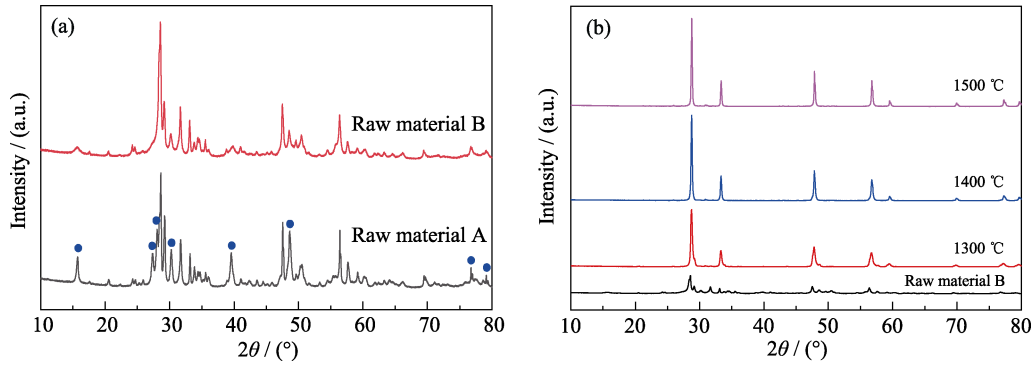 (a)
Raw material B
Raw material A
Intensity / (a.u.)
10 20 30 40 50 60 70 80
2θ / (°)
(b)
1500 ℃
1400 ℃
1300 ℃
Raw material B
Intensity / (a.u.)
10 20 30 40 50 60 70 80
2θ / (°)